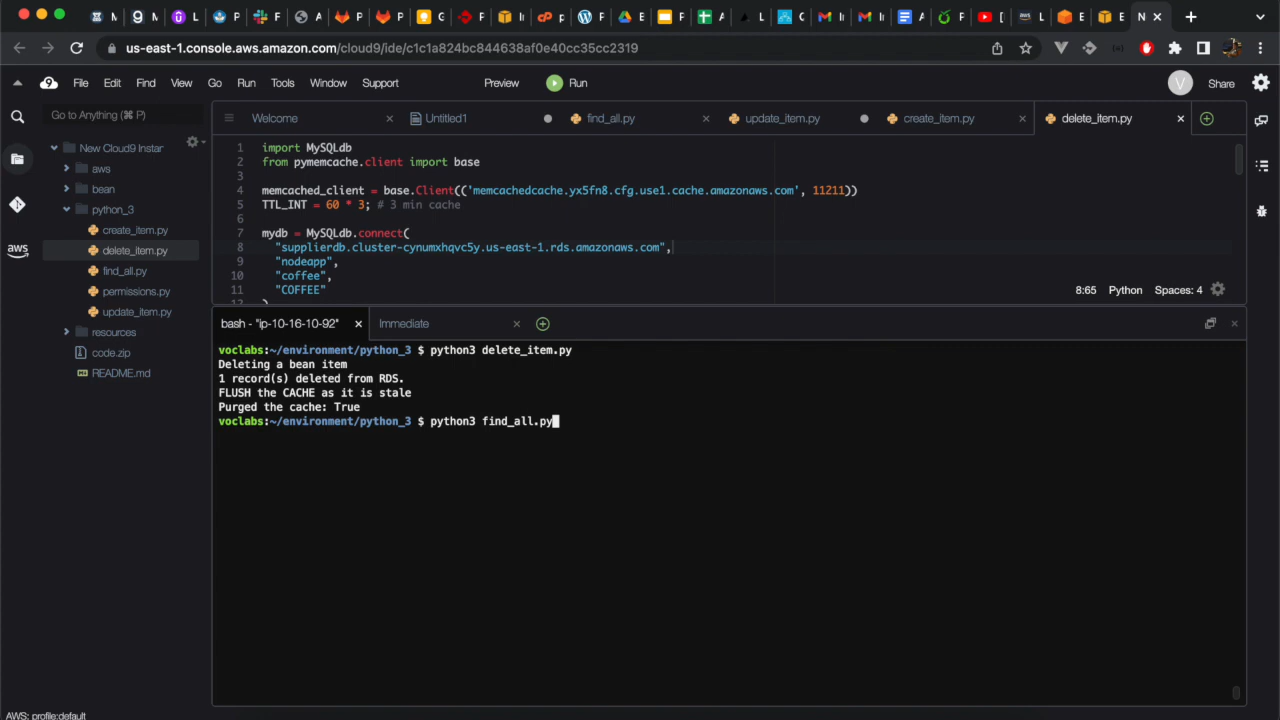 us-east-1.console.aws.amazon.com/cloud9/ide/c1c1a824bc844638af0e40cc35cc2319
File Edit Find View Go Run Tools Window Support Preview Run Share
Go to Anything (⌘ P)
Welcome Untitled1 find_all.py update_item.py create_item.py delete_item.py
New Cloud9 Instar
aws
bean
python_3
create_item.py
delete_item.py
find_all.py
permissions.py
update_item.py
resources
code.zip
README.md
aws
1 import MySQLdb
2 from pymemcache.client import base
3
4 memcached_client = base.Client(('memcachedcache.yx5fn8.cfg.use1.cache.amazonaws.com', 11211))
5 TTL_INT = 60 * 3; # 3 min cache
6
7 mydb = MySQLdb.connect(
8 "supplierdb.cluster-cynumxhqvc5y.us-east-1.rds.amazonaws.com",
9 "nodeapp",
10 "coffee",
11 "COFFEE"
12 )
8:65 Python Spaces: 4
bash - "ip-10-16-10-92" Immediate
voclabs:~/environment/python_3 $ python3 delete_item.py
Deleting a bean item
1 record(s) deleted from RDS.
FLUSH the CACHE as it is stale
Purged the cache: True
voclabs:~/environment/python_3 $ python3 find_all.py
AWS: profile:default